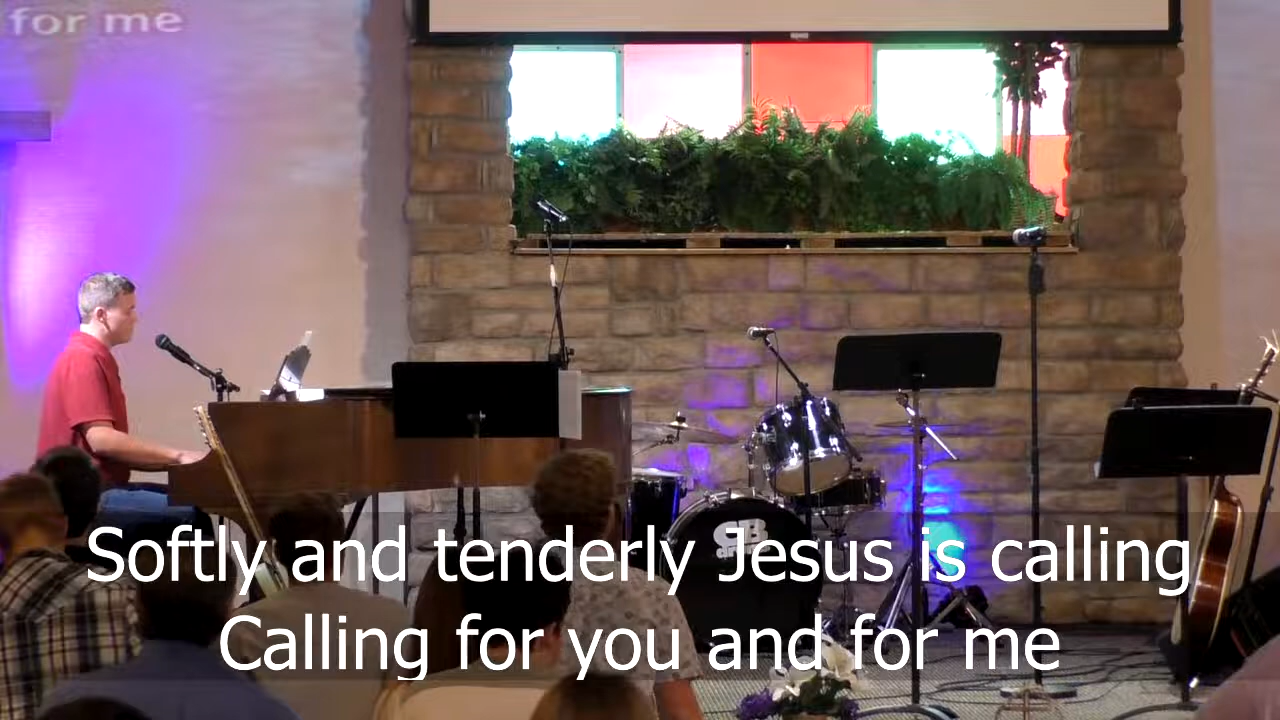 for me
Softly and tenderly Jesus is calling
Calling for you and for me